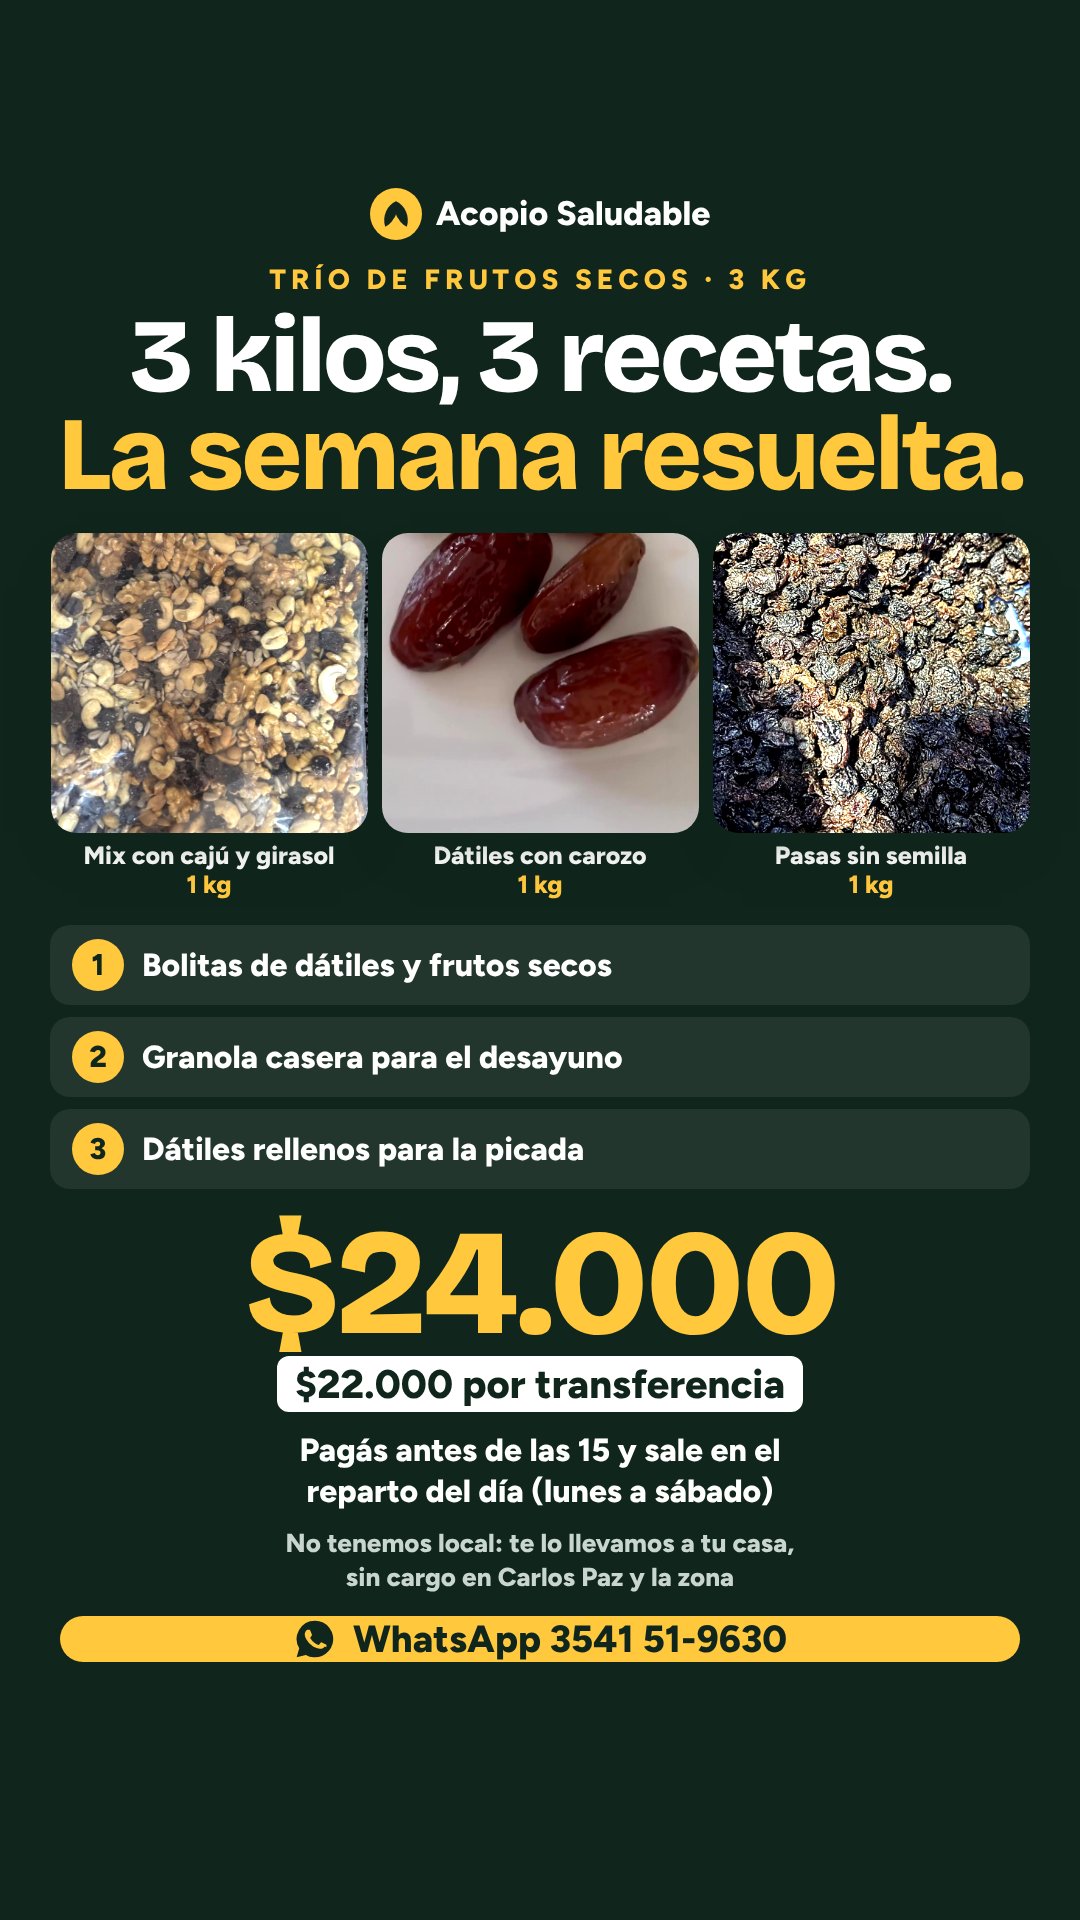 Acopio Saludable
TRÍO DE FRUTOS SECOS · 3 KG
3 kilos, 3 recetas.
La semana resuelta.
Mix con cajú y girasol
1 kg
Dátiles con carozo
1 kg
Pasas sin semilla
1 kg
1 Bolitas de dátiles y frutos secos
2 Granola casera para el desayuno
3 Dátiles rellenos para la picada
$24.000
$22.000 por transferencia
Pagás antes de las 15 y sale en el
reparto del día (lunes a sábado)
No tenemos local: te lo llevamos a tu casa,
sin cargo en Carlos Paz y la zona
WhatsApp 3541 51-9630